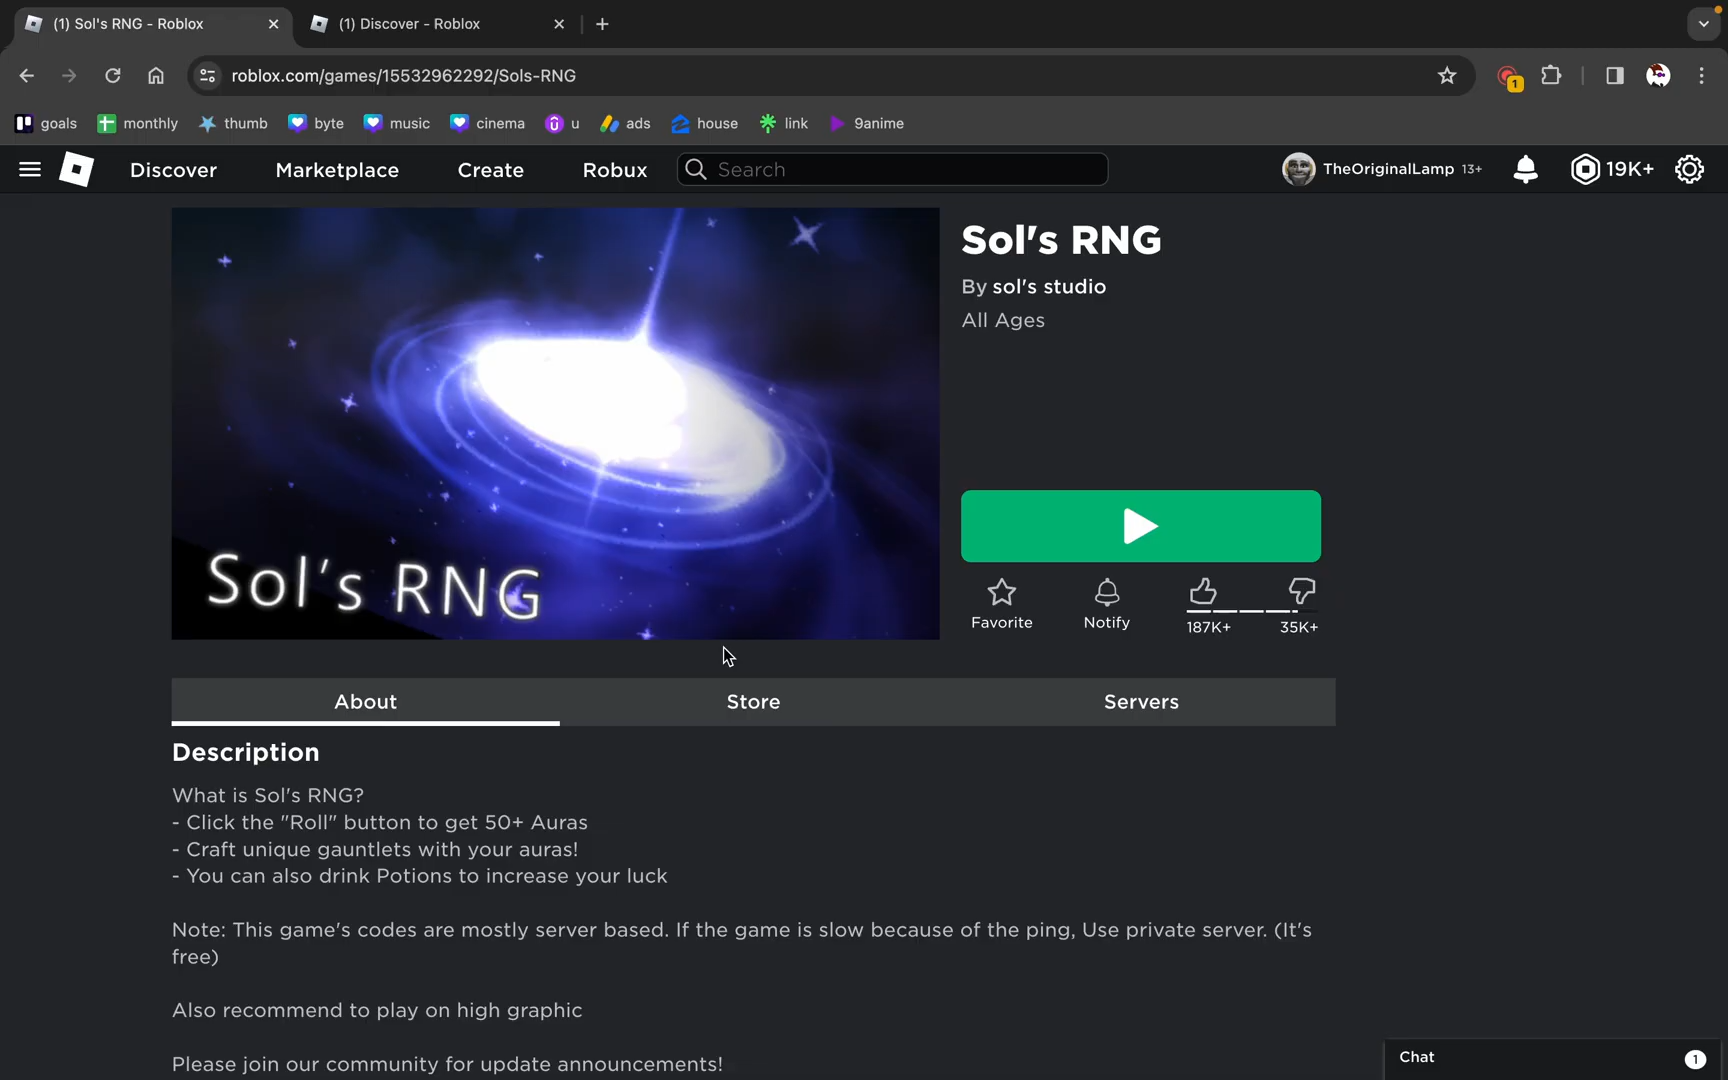 (1) Sol's RNG - Roblox
(1) Discover - Roblox
roblox.com/games/15532962292/Sols-RNG
1
goals monthly thumb byte music cinema u ads house link 9anime
Discover Marketplace Create Robux Search TheOriginalLamp 13+ 19K+
Sol's RNG
Sol's RNG
By sol's studio
All Ages
Favorite Notify 187K+ 35K+
About Store Servers
Description
What is Sol's RNG?
- Click the "Roll" button to get 50+ Auras
- Craft unique gauntlets with your auras!
- You can also drink Potions to increase your luck
Note: This game's codes are mostly server based. If the game is slow because of the ping, Use private server. (It's
free)
Also recommend to play on high graphic
Please join our community for update announcements!
Chat 1